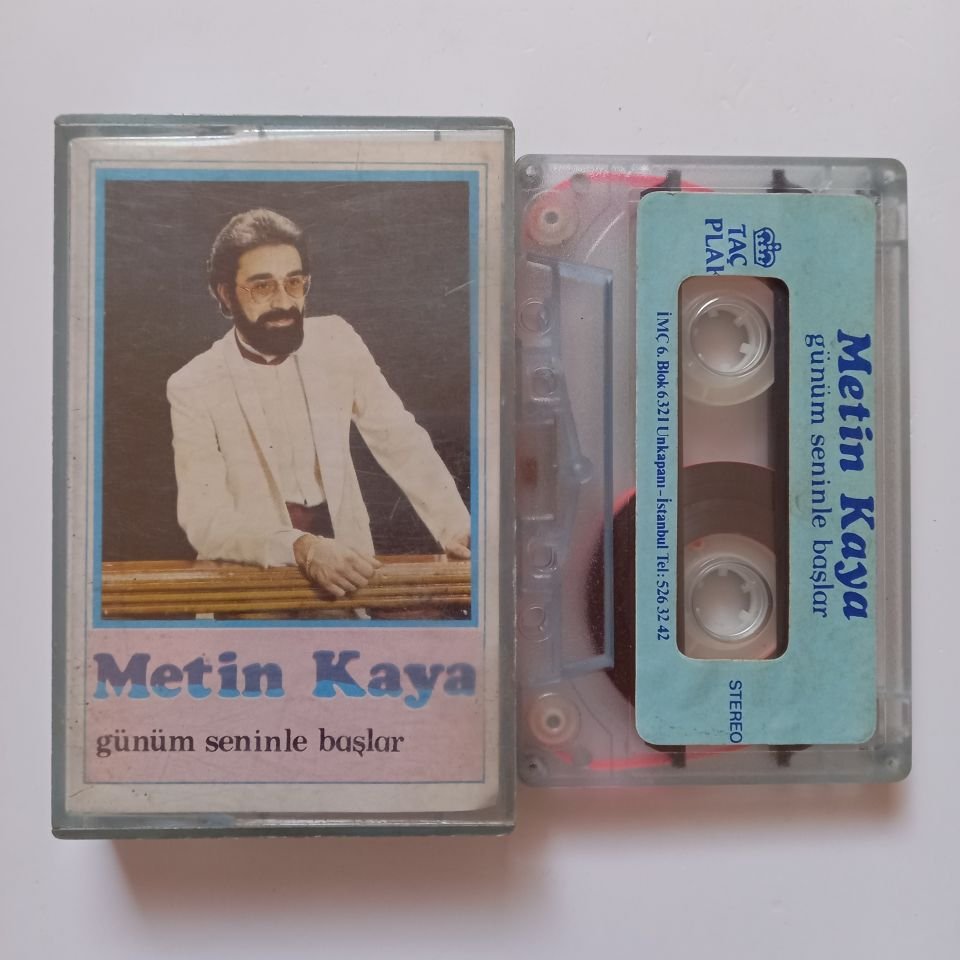 Metin Kaya
günüm seninle başlar
TAÇ
PLAK
Metin Kaya
günüm seninle başlar
İMÇ 6. Blok 6321 Unkapanı - İstanbul Tel: 526 32 42
STEREO